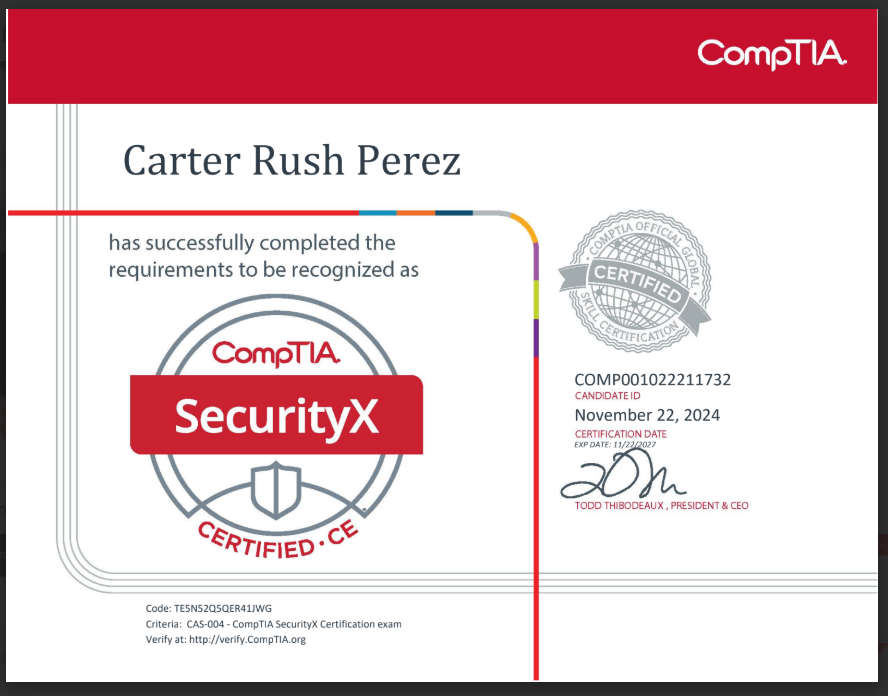 CompTIA.
Carter Rush Perez
has successfully completed the
requirements to be recognized as
CompTIA.
SecurityX
CERTIFIED · CE
COMPTIA OFFICIAL GLOBAL
CERTIFIED
SKILL CERTIFICATION
COMP001022211732
CANDIDATE ID
November 22, 2024
CERTIFICATION DATE
EXP DATE: 11/22/2027
TODD THIBODEAUX , PRESIDENT & CEO
Code: TE5N52Q5QER41JWG
Criteria: CAS-004 - CompTIA SecurityX Certification exam
Verify at: http://verify.CompTIA.org